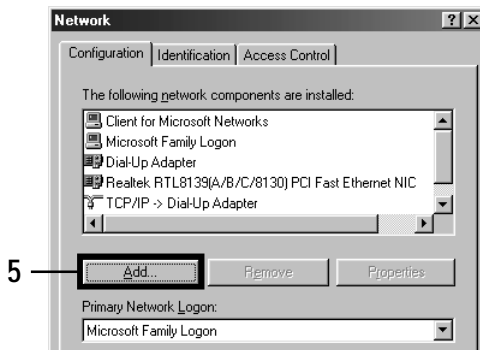 Network
Configuration Identification Access Control
The following network components are installed:
Client for Microsoft Networks
Microsoft Family Logon
Dial-Up Adapter
Realtek RTL8139(A/B/C/8130) PCI Fast Ethernet NIC
TCP/IP -> Dial-Up Adapter
5 Add... Remove Properties
Primary Network Logon:
Microsoft Family Logon